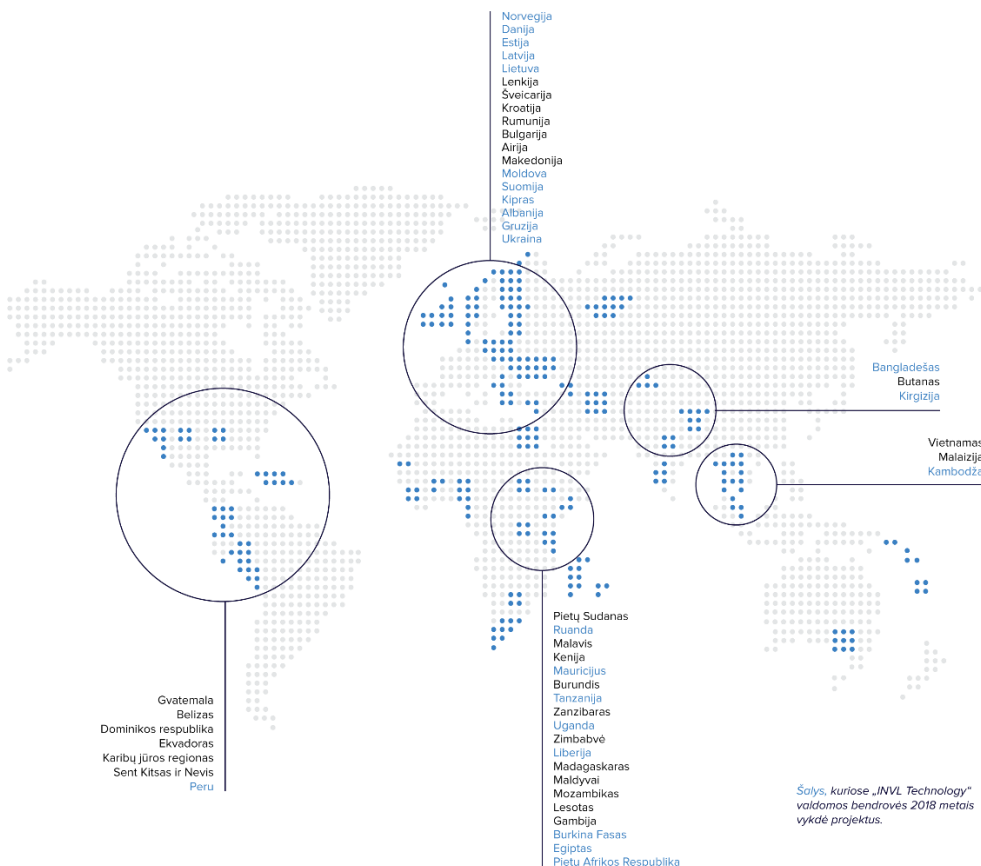 Norvegija
Danija
Estija
Latvija
Lietuva
Lenkija
Šveicarija
Kroatija
Rumunija
Bulgarija
Airija
Makedonija
Moldova
Suomija
Kipras
Albanija
Gruzija
Ukraina
Bangladešas
Butanas
Kirgizija
Vietnamas
Malaizija
Kambodža
Pietų Sudanas
Ruanda
Malavis
Kenija
Mauricijus
Burundis
Tanzanija
Zanzibaras
Uganda
Zimbabvė
Liberija
Madagaskaras
Maldyvai
Mozambikas
Lesotas
Gambija
Burkina Fasas
Egiptas
Pietų Afrikos Respublika
Gvatemala
Belizas
Dominikos respublika
Ekvadoras
Karibų jūros regionas
Sent Kitsas ir Nevis
Peru
Šalys, kuriose „INVL Technology“
valdomos bendrovės 2018 metais
vykdė projektus.